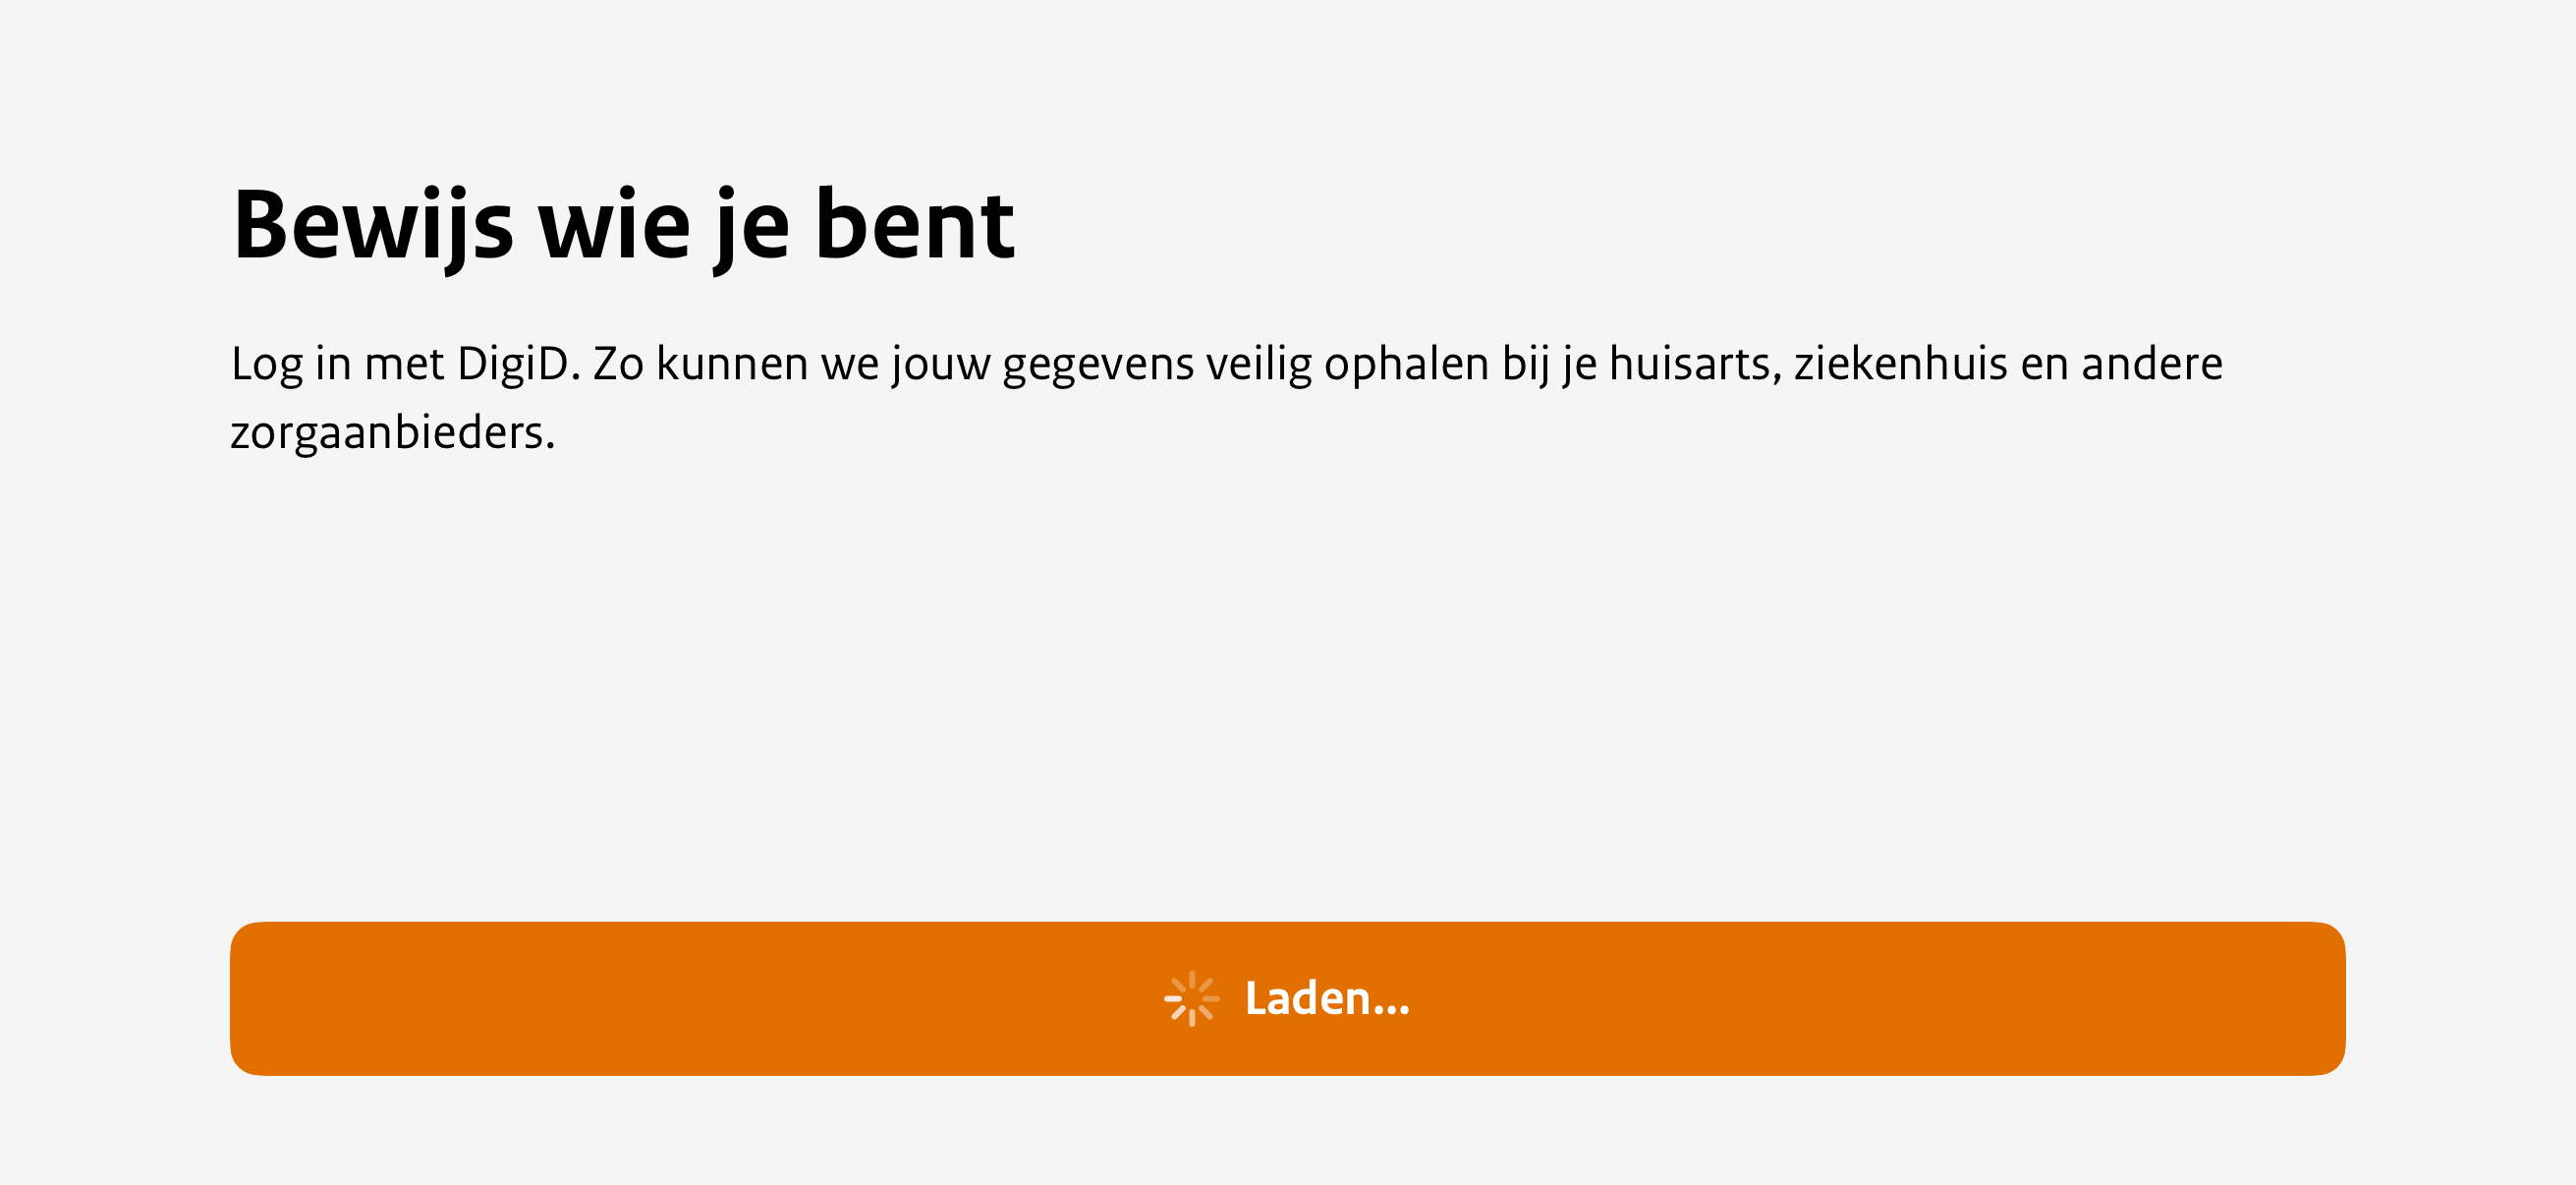 Bewijs wie je bent
Log in met DigiD. Zo kunnen we jouw gegevens veilig ophalen bij je huisarts, ziekenhuis en andere
zorgaanbieders.
Laden...